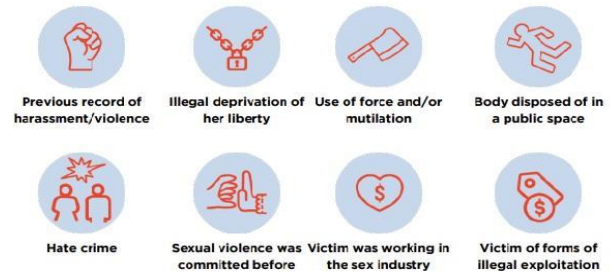 Previous record of
harassment/violence
Illegal deprivation of
her liberty
Use of force and/or
mutilation
Body disposed of in
a public space
Hate crime
Sexual violence was
committed before
Victim was working in
the sex industry
Victim of forms of
illegal exploitation